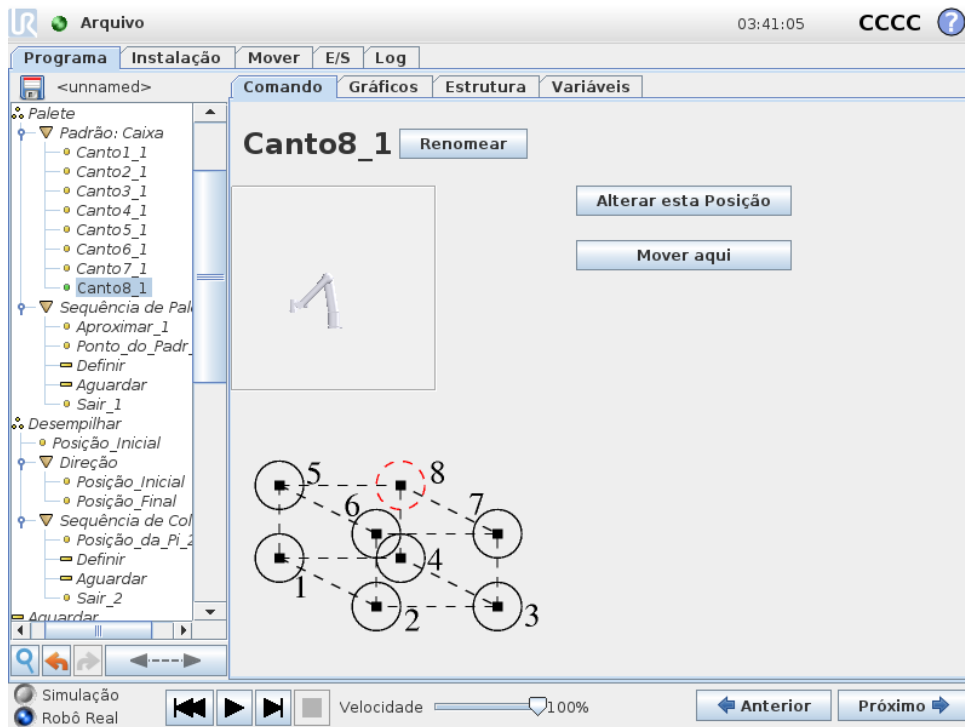 UR Arquivo 03:41:05 CCCC ?
Programa Instalação Mover E/S Log
<unnamed>
Comando Gráficos Estrutura Variáveis
Palete
Padrão: Caixa
Canto1_1
Canto2_1
Canto3_1
Canto4_1
Canto5_1
Canto6_1
Canto7_1
Canto8_1
Sequência de Pal
Aproximar_1
Ponto_do_Padr_
Definir
Aguardar
Sair_1
Desempilhar
Posição_Inicial
Direção
Posição_Inicial
Posição_Final
Sequência de Col
Posição_da_Pi_2
Definir
Aguardar
Sair_2
Aguardar
Canto8_1 Renomear
Alterar esta Posição
Mover aqui
5 8
6 7
1 4
2 3
Simulação
Robô Real
Velocidade 100%
Anterior Próximo